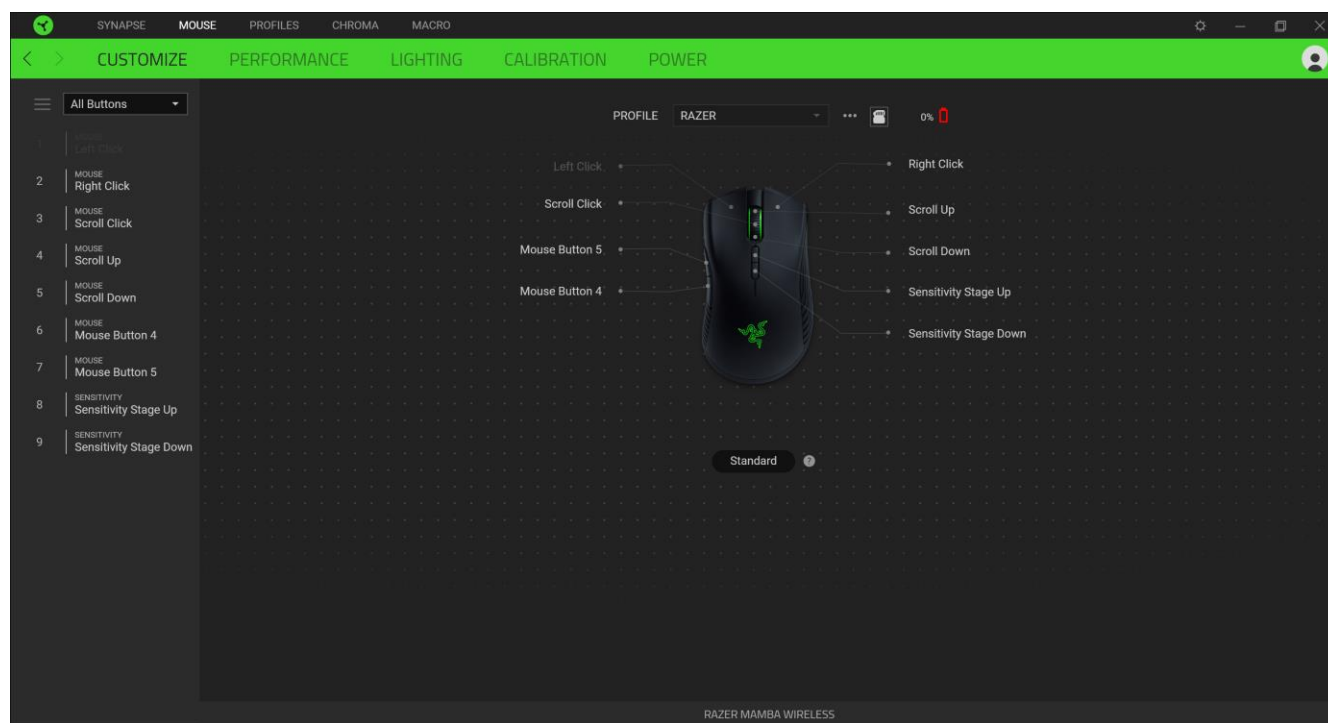 SYNAPSE MOUSE PROFILES CHROMA MACRO
CUSTOMIZE PERFORMANCE LIGHTING CALIBRATION POWER
All Buttons
1 MOUSE
Left Click
2 MOUSE
Right Click
3 MOUSE
Scroll Click
4 MOUSE
Scroll Up
5 MOUSE
Scroll Down
6 MOUSE
Mouse Button 4
7 MOUSE
Mouse Button 5
8 SENSITIVITY
Sensitivity Stage Up
9 SENSITIVITY
Sensitivity Stage Down
PROFILE RAZER ••• 0%
Left Click
Scroll Click
Mouse Button 5
Mouse Button 4
Right Click
Scroll Up
Scroll Down
Sensitivity Stage Up
Sensitivity Stage Down
Standard ?
RAZER MAMBA WIRELESS